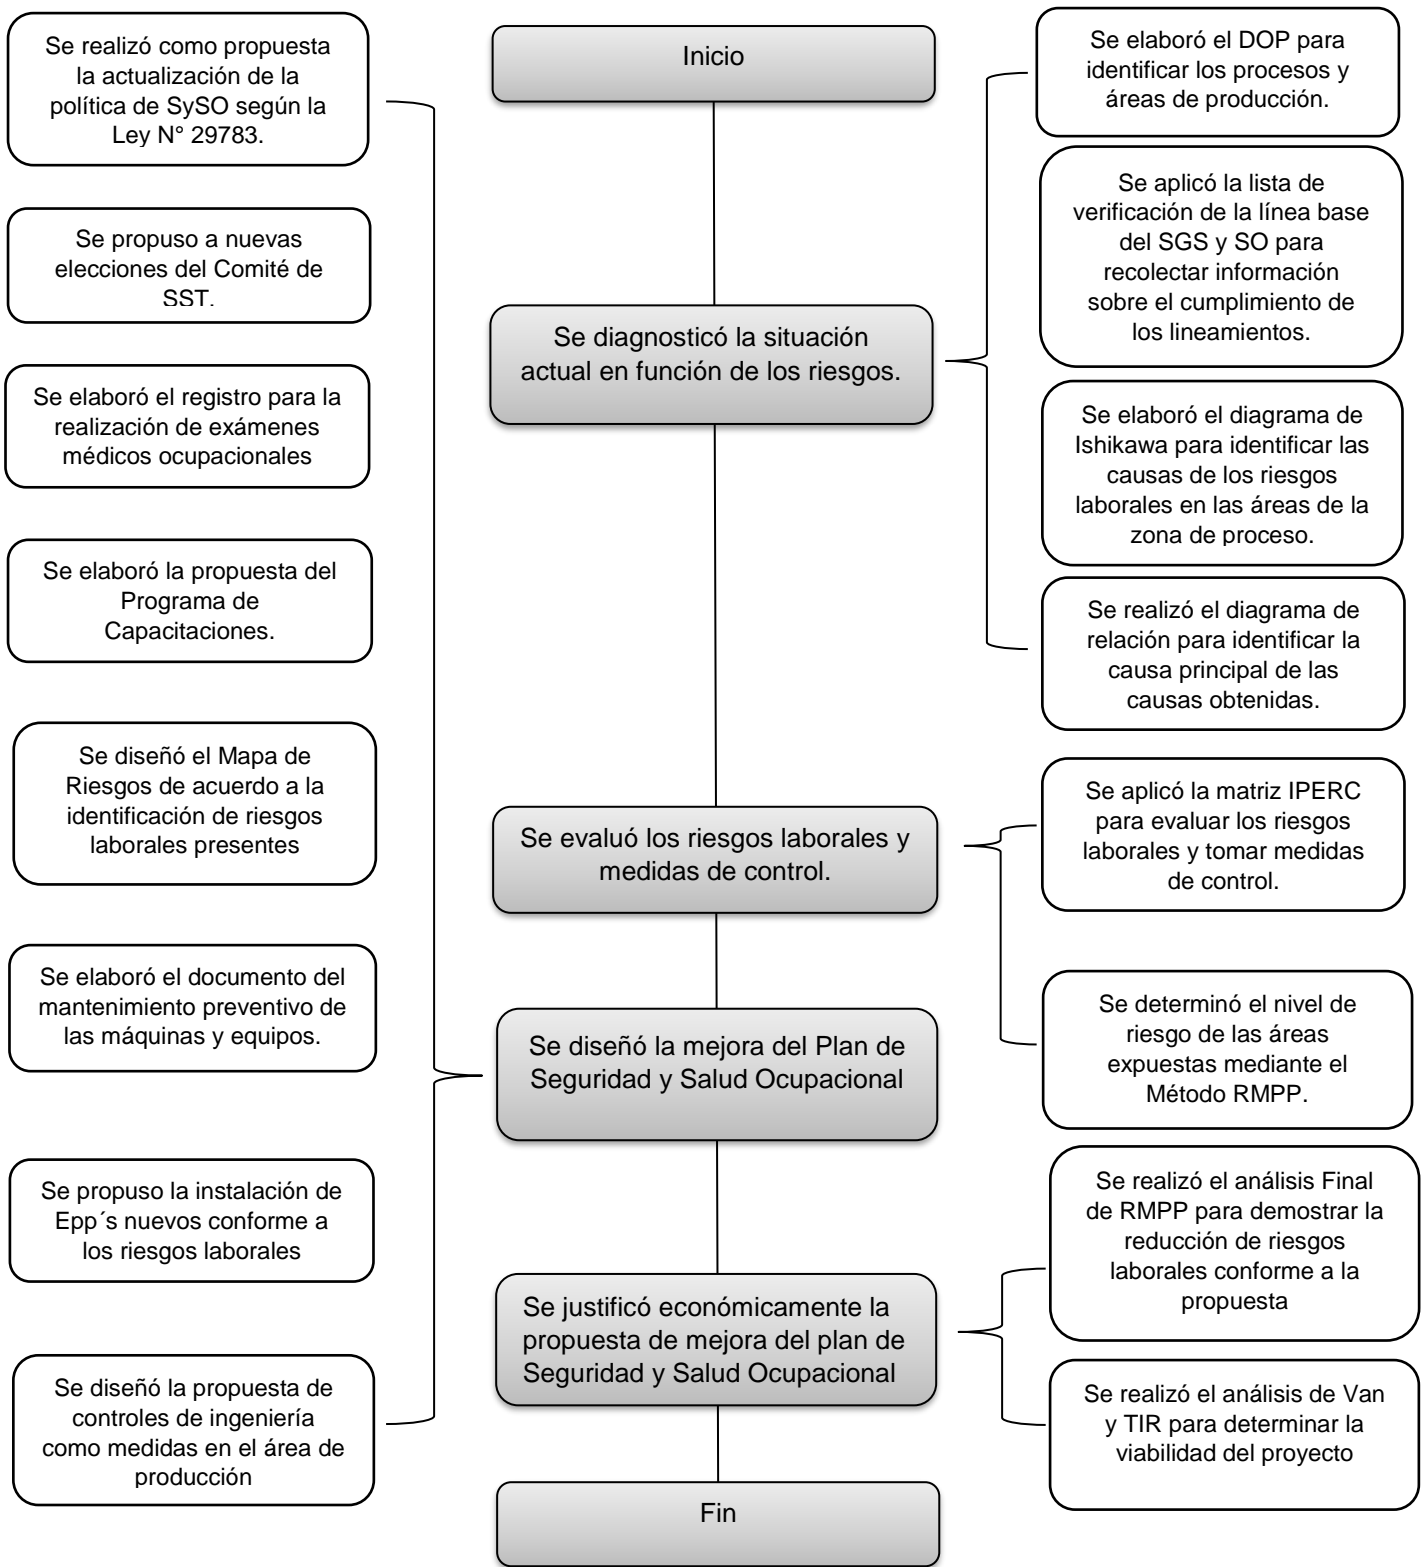 Inicio
Se diagnosticó la situación
actual en función de los riesgos.
Se elaboró el DOP para
identificar los procesos y
áreas de producción.
Se aplicó la lista de
verificación de la línea base
del SGS y SO para
recolectar información
sobre el cumplimiento de
los lineamientos.
Se elaboró el diagrama de
Ishikawa para identificar las
causas de los riesgos
laborales en las áreas de la
zona de proceso.
Se realizó el diagrama de
relación para identificar la
causa principal de las
causas obtenidas.
Se evaluó los riesgos laborales y
medidas de control.
Se aplicó la matriz IPERC
para evaluar los riesgos
laborales y tomar medidas
de control.
Se determinó el nivel de
riesgo de las áreas
expuestas mediante el
Método RMPP.
Se diseñó la mejora del Plan de
Seguridad y Salud Ocupacional
Se realizó como propuesta
la actualización de la
política de SySO según la
Ley N° 29783.
Se propuso a nuevas
elecciones del Comité de
SST.
Se elaboró el registro para la
realización de exámenes
médicos ocupacionales
Se elaboró la propuesta del
Programa de
Capacitaciones.
Se diseñó el Mapa de
Riesgos de acuerdo a la
identificación de riesgos
laborales presentes
Se elaboró el documento del
mantenimiento preventivo de
las máquinas y equipos.
Se propuso la instalación de
Epp´s nuevos conforme a
los riesgos laborales
Se diseñó la propuesta de
controles de ingeniería
como medidas en el área de
producción
Se justificó económicamente la
propuesta de mejora del plan de
Seguridad y Salud Ocupacional
Se realizó el análisis Final
de RMPP para demostrar la
reducción de riesgos
laborales conforme a la
propuesta
Se realizó el análisis de Van
y TIR para determinar la
viabilidad del proyecto
Fin